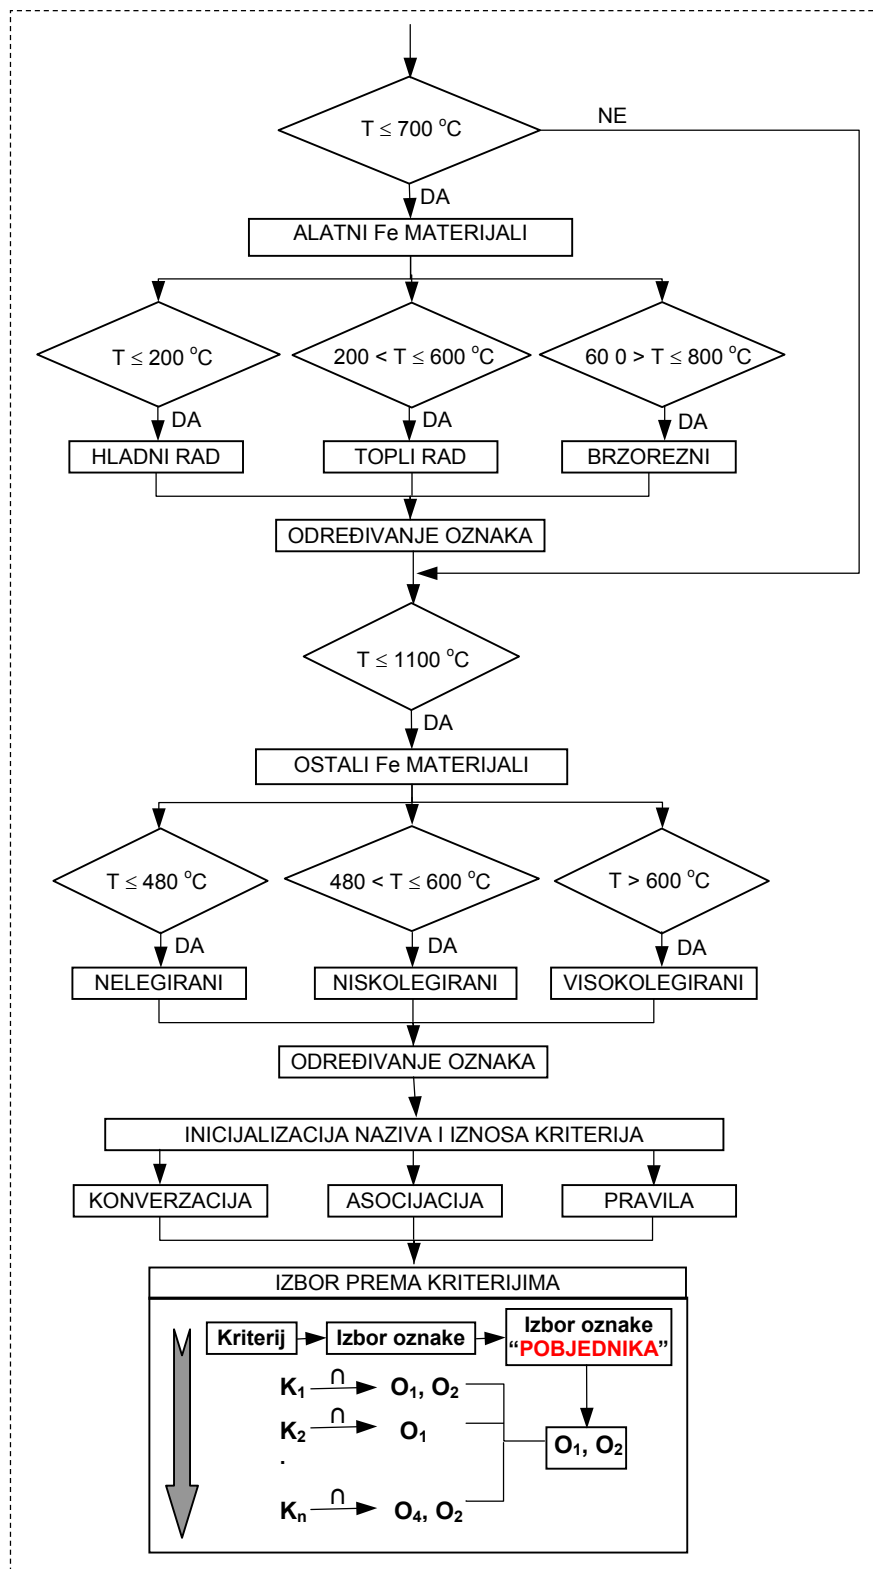 T ≤ 700 °C
NE
DA
ALATNI Fe MATERIJALI
T ≤ 200 °C
200 < T ≤ 600 °C
60 0 > T ≤ 800 °C
DA
DA
DA
HLADNI RAD
TOPLI RAD
BRZOREZNI
ODREĐIVANJE OZNAKA
T ≤ 1100 °C
DA
OSTALI Fe MATERIJALI
T ≤ 480 °C
480 < T ≤ 600 °C
T > 600 °C
DA
DA
DA
NELEGIRANI
NISKOLEGIRANI
VISOKOLEGIRANI
ODREĐIVANJE OZNAKA
INICIJALIZACIJA NAZIVA I IZNOSA KRITERIJA
KONVERZACIJA
ASOCIJACIJA
PRAVILA
IZBOR PREMA KRITERIJIMA
Kriterij
Izbor oznake
Izbor oznake
“POBJEDNIKA”
K₁ ∩ O₁, O₂
K₂ ∩ O₁
O₁, O₂
.
Kₙ ∩ O₄, O₂